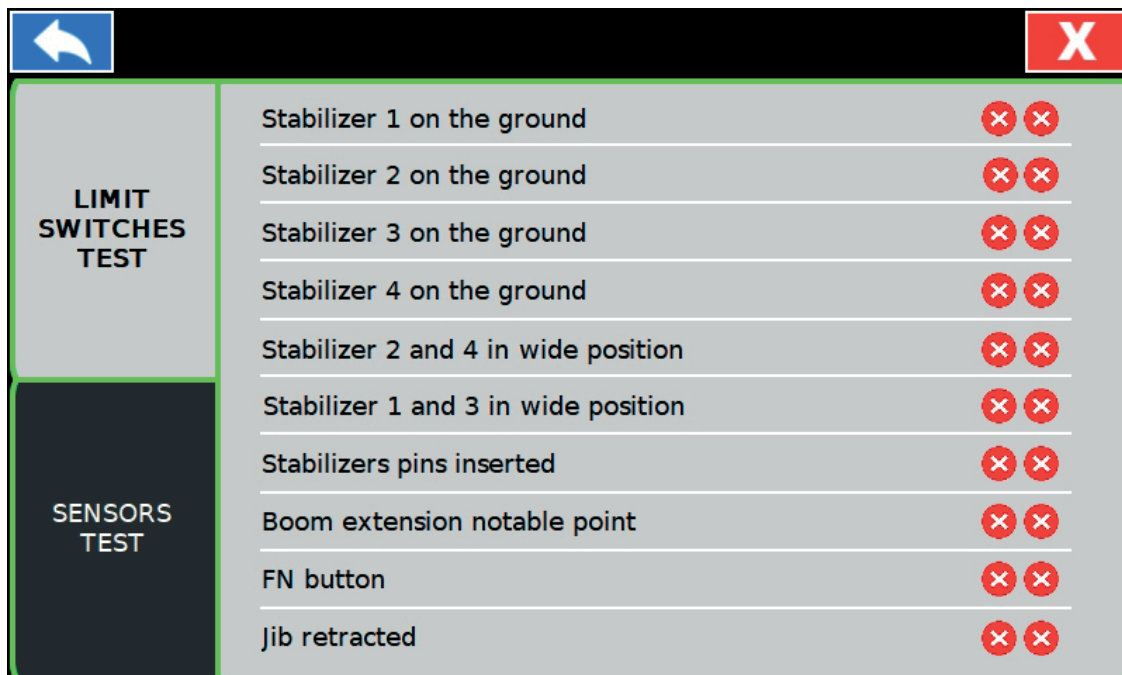 X
LIMIT
SWITCHES
TEST
SENSORS
TEST
Stabilizer 1 on the ground
Stabilizer 2 on the ground
Stabilizer 3 on the ground
Stabilizer 4 on the ground
Stabilizer 2 and 4 in wide position
Stabilizer 1 and 3 in wide position
Stabilizers pins inserted
Boom extension notable point
FN button
Jib retracted